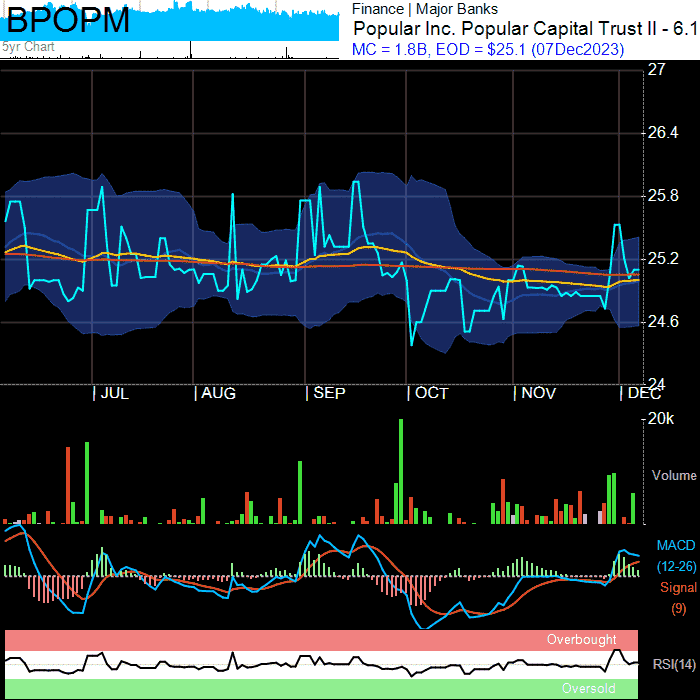 BPOPM
5yr Chart
Finance | Major Banks
Popular Inc. Popular Capital Trust II - 6.1
MC = 1.8B, EOD = $25.1 (07Dec2023)
27
26.4
25.8
25.2
24.6
24
| JUL | AUG | SEP | OCT | NOV | DEC
20k
Volume
MACD
(12-26)
Signal
(9)
Overbought
RSI(14)
Oversold